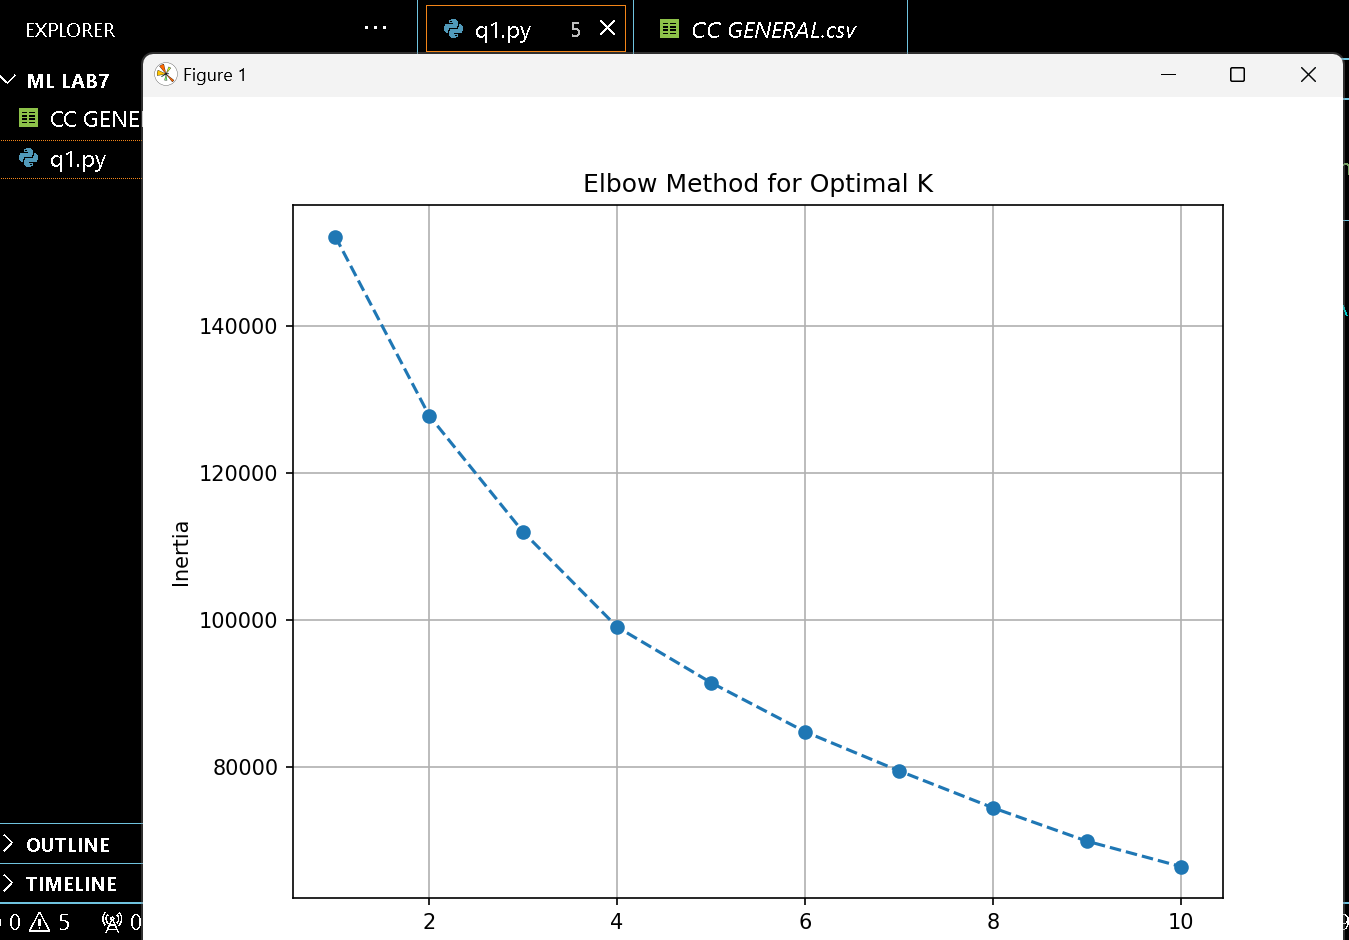 EXPLORER
q1.py 5
CC GENERAL.csv
ML LAB7
Figure 1
CC GENE
q1.py
Elbow Method for Optimal K
140000
120000
Inertia
100000
80000
OUTLINE
TIMELINE
0 5 0
2 4 6 8 10